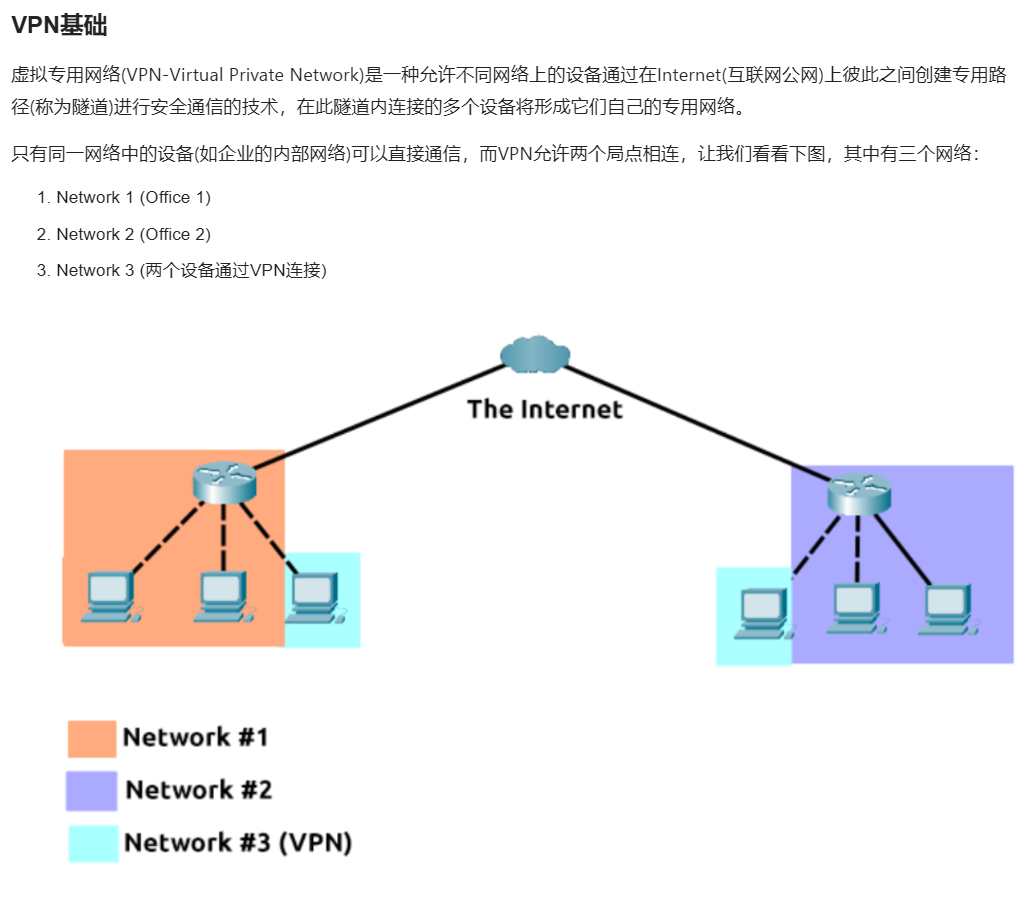 VPN基础
虚拟专用网络(VPN-Virtual Private Network)是一种允许不同网络上的设备通过在Internet(互联网公网)上彼此之间创建专用路
径(称为隧道)进行安全通信的技术，在此隧道内连接的多个设备将形成它们自己的专用网络。
只有同一网络中的设备(如企业的内部网络)可以直接通信，而VPN允许两个局点相连，让我们看看下图，其中有三个网络：
1. Network 1 (Office 1)
2. Network 2 (Office 2)
3. Network 3 (两个设备通过VPN连接)
The Internet
Network #1
Network #2
Network #3 (VPN)